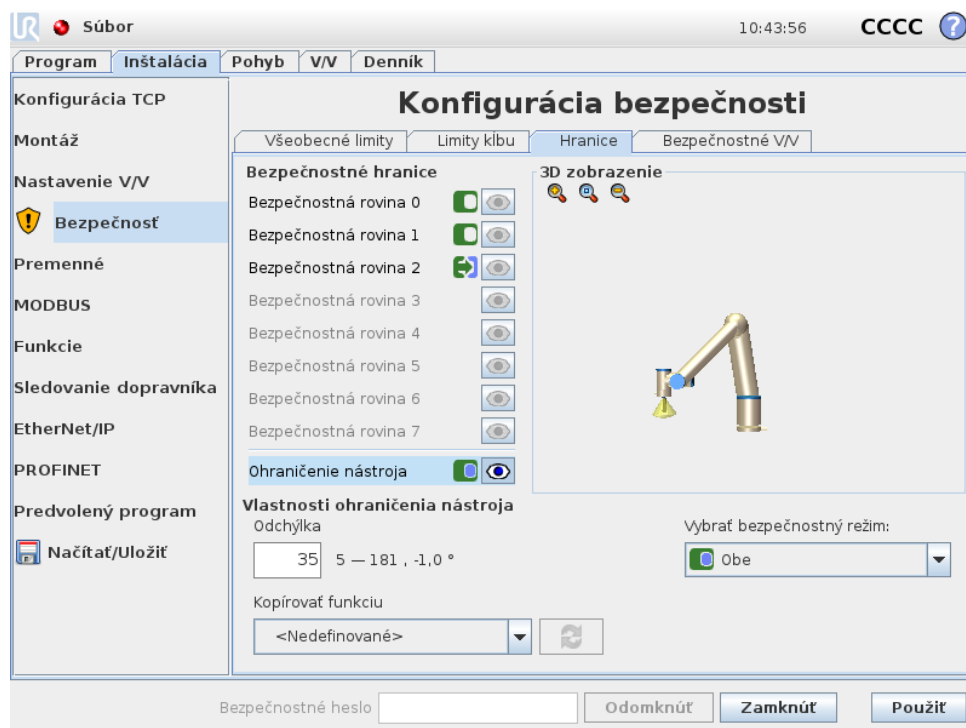 UR Súbor 10:43:56 CCCC ?
Program Inštalácia Pohyb V/V Denník
Konfigurácia TCP
Montáž
Nastavenie V/V
Bezpečnosť
Premenné
MODBUS
Funkcie
Sledovanie dopravníka
EtherNet/IP
PROFINET
Predvolený program
Načítať/Uložiť
Konfigurácia bezpečnosti
Všeobecné limity Limity kĺbu Hranice Bezpečnostné V/V
Bezpečnostné hranice
Bezpečnostná rovina 0
Bezpečnostná rovina 1
Bezpečnostná rovina 2
Bezpečnostná rovina 3
Bezpečnostná rovina 4
Bezpečnostná rovina 5
Bezpečnostná rovina 6
Bezpečnostná rovina 7
Ohraničenie nástroja
3D zobrazenie
Vlastnosti ohraničenia nástroja
Odchýlka
35 5 — 181 , -1,0 °
Vybrať bezpečnostný režim:
Obe
Kopírovať funkciu
<Nedefinované>
Bezpečnostné heslo Odomknúť Zamknúť Použiť